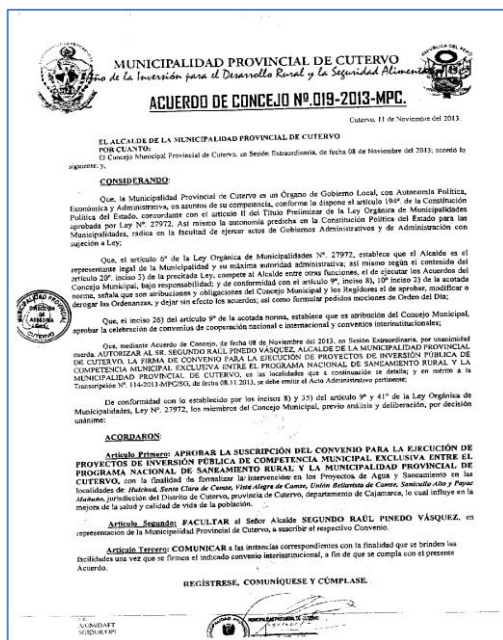 MUNICIPALIDAD PROVINCIAL DE CUTERVO
Año de la Inversión para el Desarrollo Rural y la Seguridad Alimentaria
ACUERDO DE CONCEJO Nº.019-2013-MPC.
Cutervo, 11 de Noviembre del 2013.
EL ALCALDE DE LA MUNICIPALIDAD PROVINCIAL DE CUTERVO
POR CUANTO:
El Concejo Municipal Provincial de Cutervo, en Sesión Extraordinaria, de fecha 08 de Noviembre del 2013; acordó lo
siguiente: y,
CONSIDERANDO:
Que, la Municipalidad Provincial de Cutervo es un Órgano de Gobierno Local, con Autonomía Política,
Económica y Administrativa, en asuntos de su competencia, conforme lo dispone el artículo 194º. de la Constitución
Política del Estado, concordante con el artículo II del Título Preliminar de la Ley Orgánica de Municipalidades
aprobada por Ley Nº. 27972. Así mismo la autonomía predicha en la Constitución Política del Estado para las
Municipalidades, radica en la facultad de ejercer actos de Gobiernos Administrativos y de Administración con
sujeción a Ley;
Que, el artículo 6º de la Ley Orgánica de Municipalidades Nº. 27972, establece que el Alcalde es el
representante legal de la Municipalidad y su máxima autoridad administrativa; así mismo según el contenido del
artículo 20º. inciso 3) de la precitada Ley, compete al Alcalde entre otras funciones, el de ejecutar los Acuerdos del
Concejo Municipal, bajo responsabilidad; y de conformidad con el artículo 9º, inciso 8), 10º inciso 2) de la acotada
norma, señala que son atribuciones y obligaciones del Concejo Municipal y los Regidores el de aprobar, modificar o
derogar las Ordenanzas, y dejar sin efecto los acuerdos; así como formular pedidos mociones de Orden del Día;
Que, el inciso 26) del artículo 9º de la acotada norma, establece que es atribución del Concejo Municipal,
aprobar la celebración de convenios de cooperación nacional e internacional y convenios interinstitucionales;
Que, mediante Acuerdo de Concejo, de fecha 08 de Noviembre del 2013, en Sesión Extraordinaria, por unanimidad
cuerda. AUTORIZAR AL SR. SEGUNDO RAÚL PINEDO VÁSQUEZ, ALCALDE DE LA MUNICIPALIDAD PROVINCIAL
DE CUTERVO, LA FIRMA DE CONVENIO PARA LA EJECUCIÓN DE PROYECTOS DE INVERSIÓN PÚBLICA DE
COMPETENCIA MUNICIPAL EXCLUSIVA ENTRE EL PROGRAMA NACIONAL DE SANEAMIENTO RURAL Y LA
MUNICIPALIDAD PROVINCIAL DE CUTERVO, en las localidades que a continuación se detalla; y en mérito a la
Transcripción Nº. 114-2013-MPC/SG, de fecha 08.11.2013, se debe emitir el Acto Administrativo pertinente;
De conformidad con lo establecido por los incisos 8) y 35) del artículo 9º y 41º de la Ley Orgánica de
Municipalidades, Ley Nº. 27972, los miembros del Concejo Municipal, previo análisis y deliberación, por decisión
unánime:
ACORDARON:
Artículo Primero: APROBAR LA SUSCRIPCIÓN DEL CONVENIO PARA LA EJECUCIÓN DE
PROYECTOS DE INVERSIÓN PÚBLICA DE COMPETENCIA MUNICIPAL EXCLUSIVA ENTRE EL
PROGRAMA NACIONAL DE SANEAMIENTO RURAL Y LA MUNICIPALIDAD PROVINCIAL DE
CUTERVO, con la finalidad de formalizar las intervenciones en los Proyectos de Agua y Saneamiento en las
localidades de: Huichud, Santa Clara de Camse, Vista Alegre de Camse, Unión Bellavista de Camse, Sanicullo Alto y Payac
jurisdicción del Distrito de Cutervo, provincia de Cutervo, departamento de Cajamarca, lo cual influye en la
mejora de la salud y calidad de vida de la población.
Artículo Segundo: FACULTAR al Señor Alcalde SEGUNDO RAÚL PINEDO VÁSQUEZ, en
representación de la Municipalidad Provincial de Cutervo, a suscribir el respectivo Convenio.
Artículo Tercero: COMUNICAR a las instancias correspondientes con la finalidad que se brinden las
facilidades una vez que se firmen el indicado convenio interinstitucional, a fin de que se cumpla con el presente
Acuerdo.
REGÍSTRESE, COMUNÍQUESE Y CÚMPLASE.